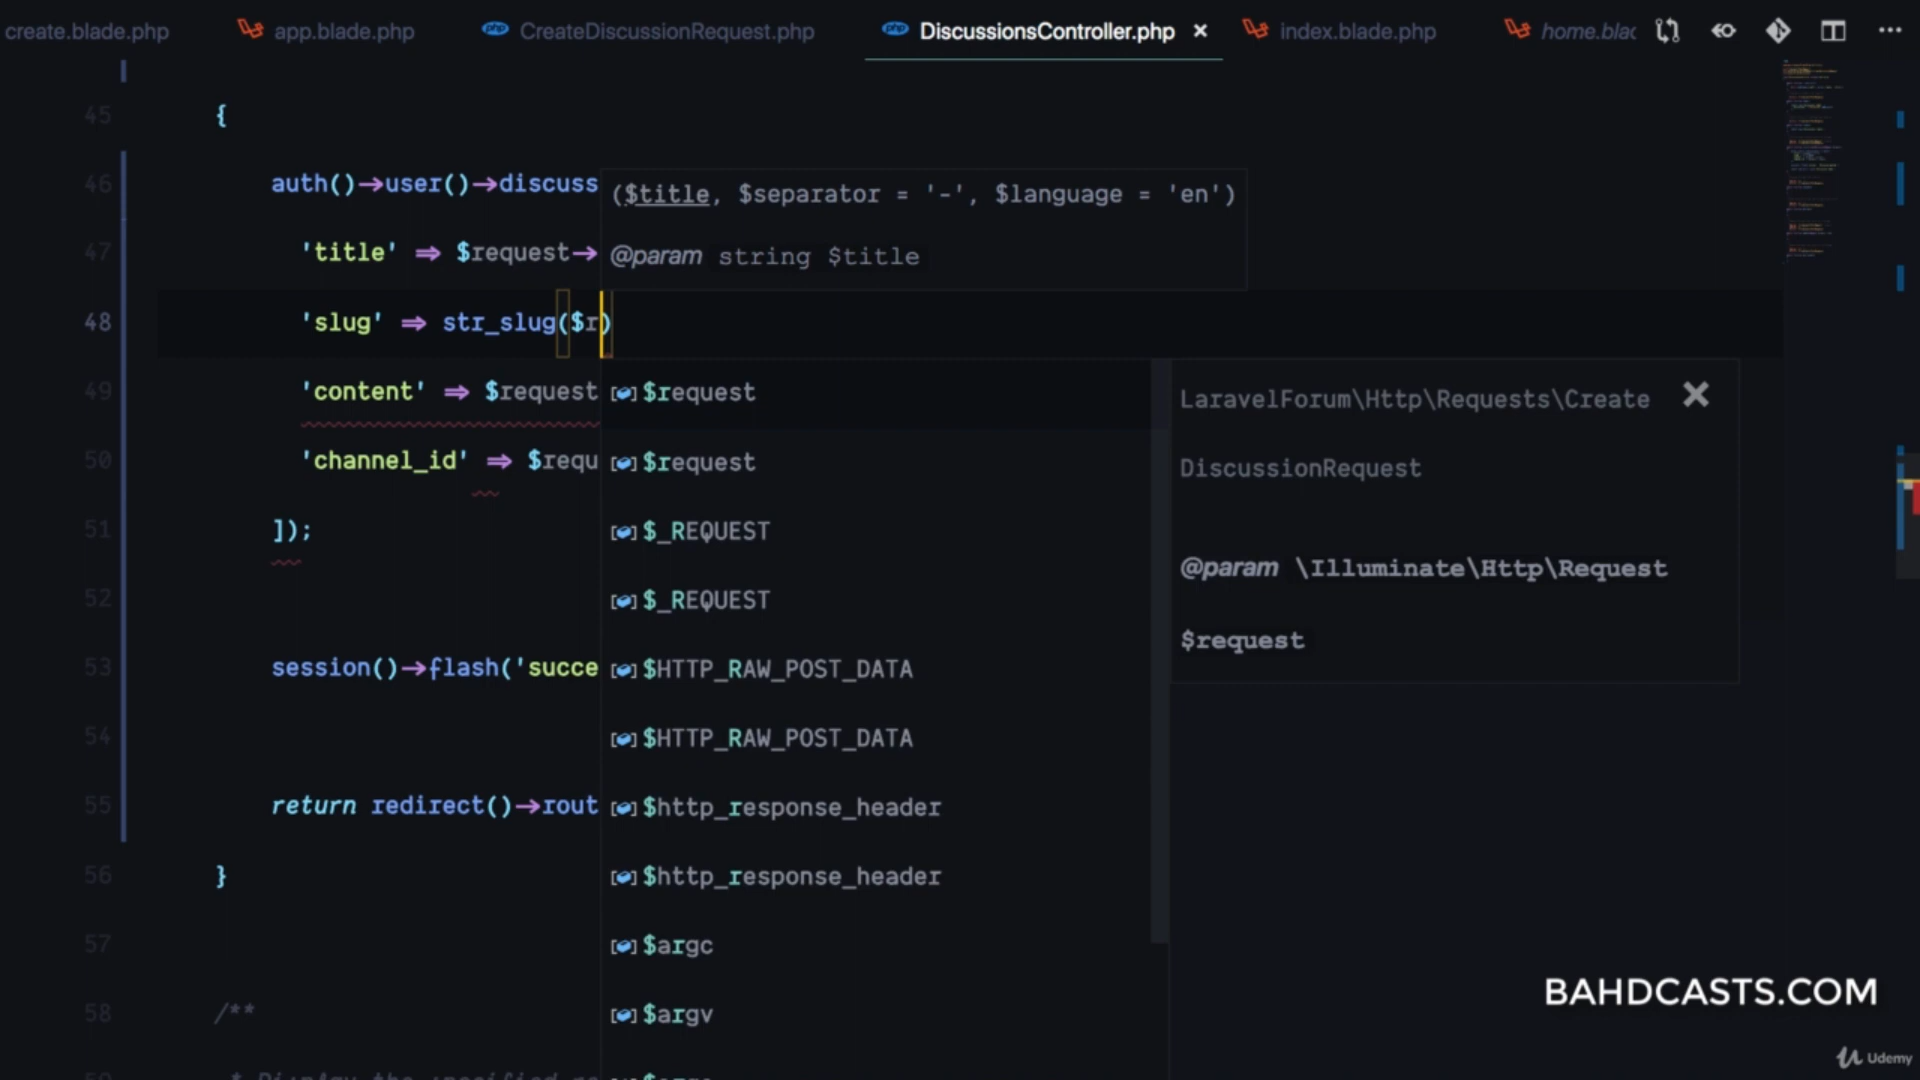 create.blade.php app.blade.php CreateDiscussionRequest.php DiscussionsController.php × index.blade.php home.blac
45 {
46 auth()→user()→discuss
($title, $separator = '-', $language = 'en')
47 'title' ⇒ $request→
@param string $title
48 'slug' ⇒ str_slug($r)
49 'content' ⇒ $request
$request
LaravelForum\Http\Requests\Create
50 'channel_id' ⇒ $requ
$request
DiscussionRequest
51 ]);
$_REQUEST
@param \Illuminate\Http\Request
52
$_REQUEST
$request
53 session()→flash('succe
$HTTP_RAW_POST_DATA
54
$HTTP_RAW_POST_DATA
55 return redirect()→rout
$http_response_header
56 }
$http_response_header
57
$argc
58 /**
$argv
BAHDCASTS.COM
Udemy